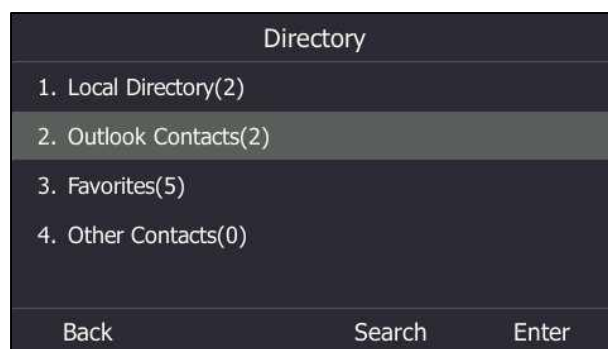 Directory
1. Local Directory(2)
2. Outlook Contacts(2)
3. Favorites(5)
4. Other Contacts(0)
Back Search Enter